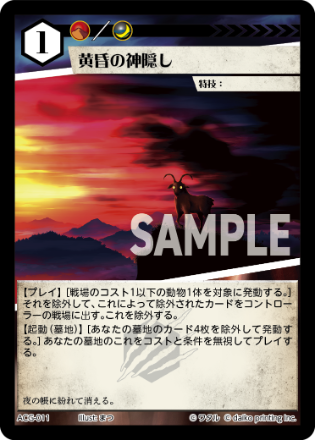 1
／
黄昏の神隠し
特技：
SAMPLE
【プレイ】[戦場のコスト1以下の動物1体を対象に発動する。]
それを除外して、これによって除外されたカードをコントロー
ラーの戦場に出す。これを除外する。
【起動（墓地）】[あなたの墓地のカード4枚を除外して発動す
る。]あなたの墓地のこれをコストと条件を無視してプレイす
る。
夜の帳に紛れて消える。
ACG-011 illust: まつ © ワタル © daiko printing inc.